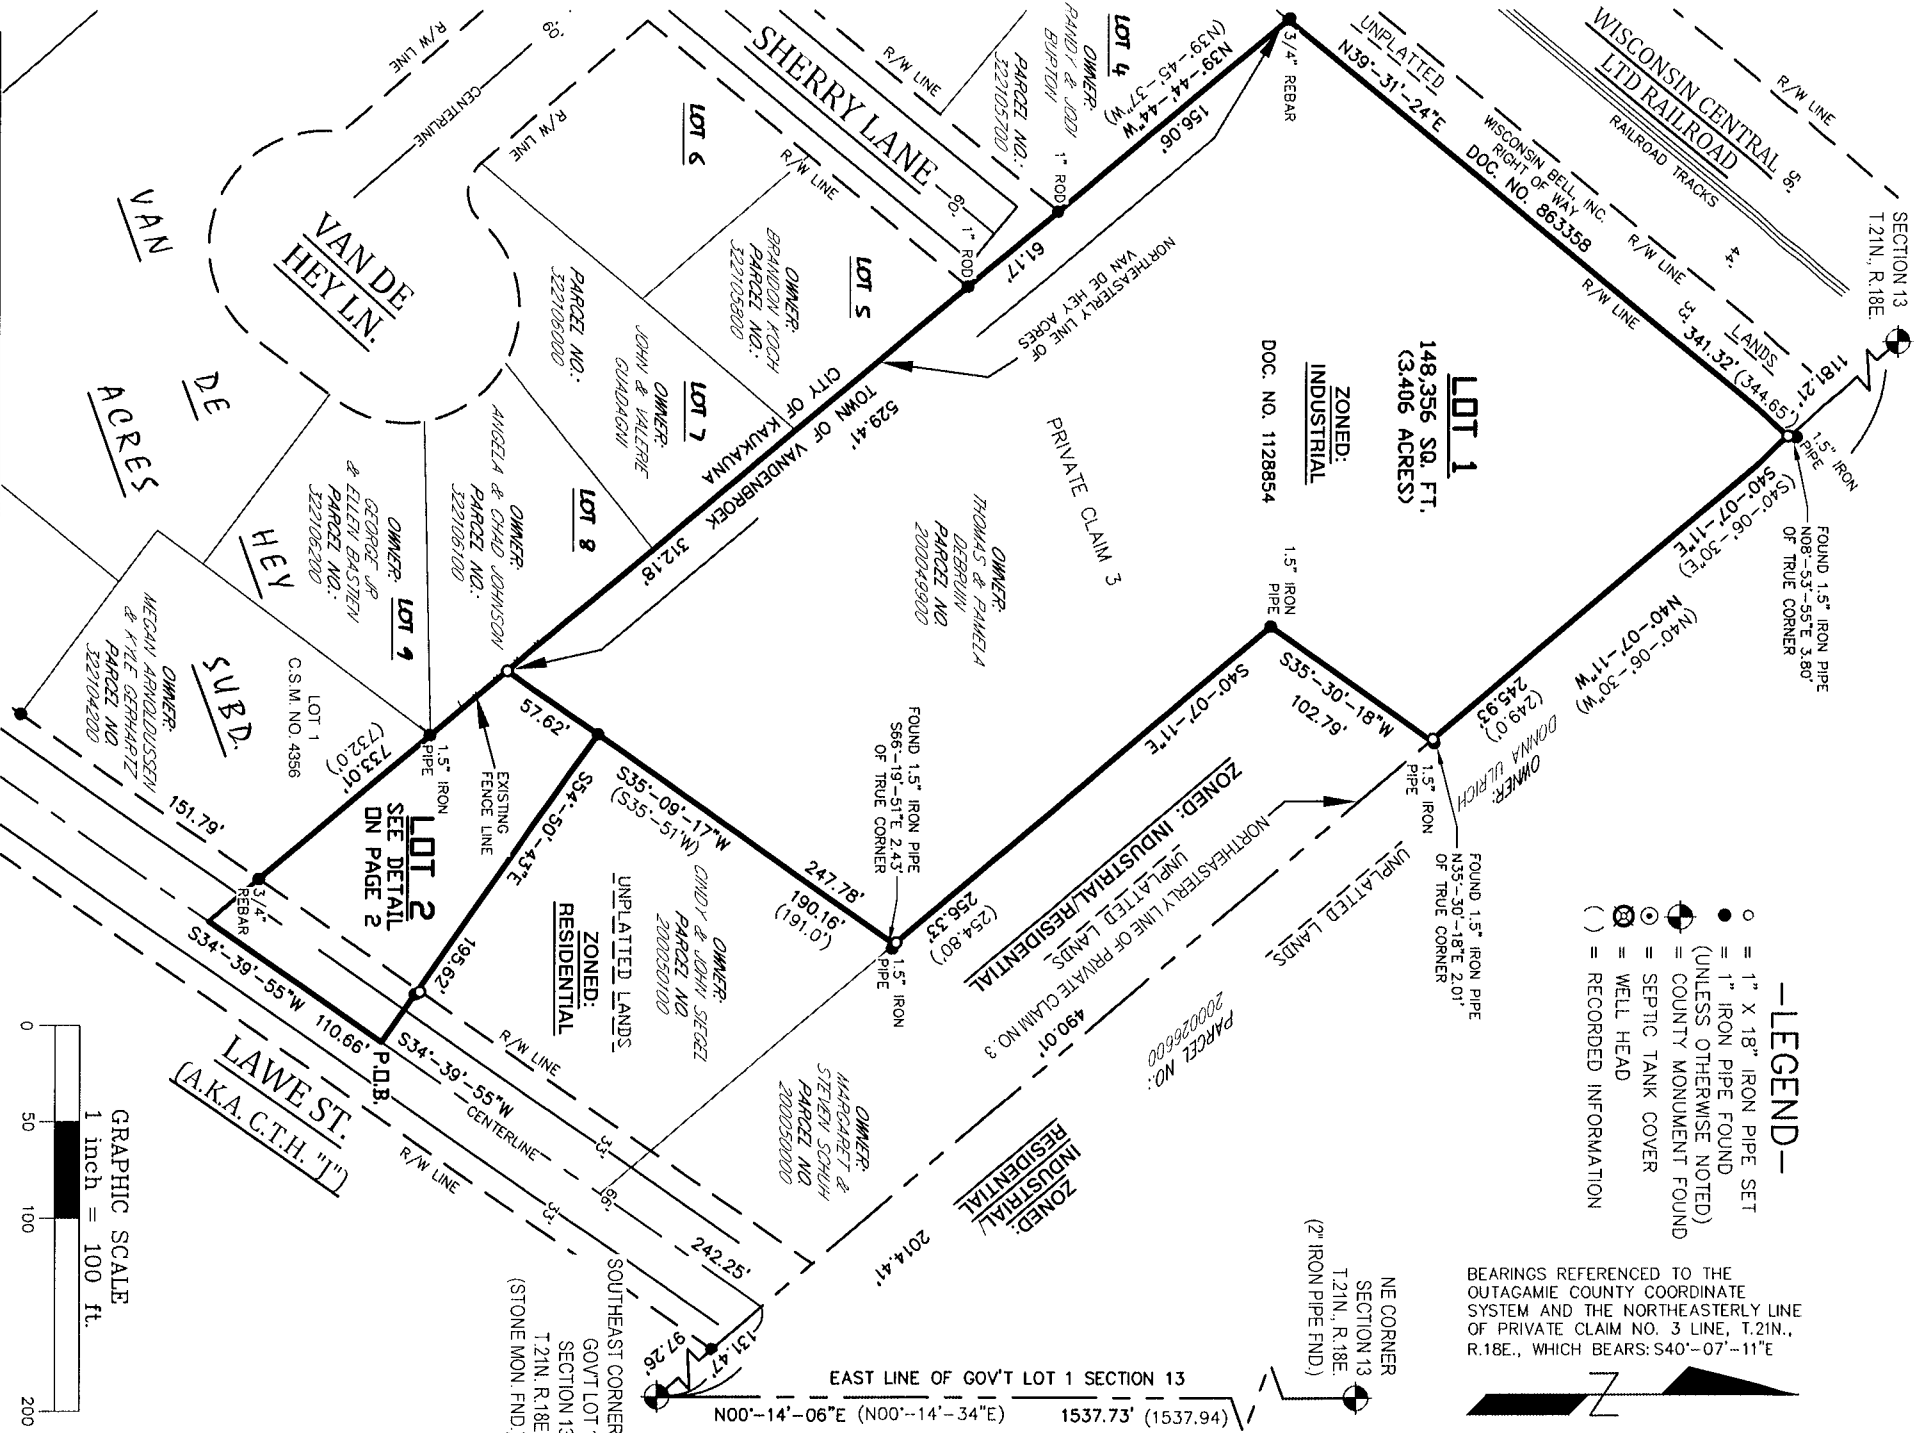 WISCONSIN CENTRAL
LTD RAILROAD
R/W LINE
RAILROAD TRACKS
56'
44'
33'
SECTION 13
T.21N., R.18E.
1181.21'
UNPLATTED
LANDS
WISCONSIN BELL, INC.
RIGHT OF WAY
DOC. NO. 863358
R/W LINE
R/W LINE
N39°-31'-24"E
341.32' (344.65')
3/4" REBAR
1.5" IRON
PIPE
FOUND 1.5" IRON PIPE
N08°-53'-55"E 3.80'
OF TRUE CORNER
(S40°-06'-30"E)
S40°-07'-11"E
(N40°-06'-30"W)
N40°-07'-11"W
245.93'
(249.0')
OWNER:
DONNA ULRICH
LOT 4
OWNER:
RANDY & JODY
BURTON
PARCEL NO.:
322105700
N39°-44'-44"W
(N39°-45'-37"W)
156.06'
1" ROD
61.17'
1" ROD
NORTHEASTERLY LINE OF
VAN DE HEY ACRES
SHERRY LANE
R/W LINE
R/W LINE
60'
LOT 1
148,356 SQ. FT.
(3.406 ACRES)
ZONED:
INDUSTRIAL
DOC. NO. 1128854
PRIVATE CLAIM 3
OWNER:
THOMAS & PAMELA
DEBRUIN
PARCEL NO.
200049900
1.5" IRON
PIPE
S35°-30'-18"W
102.79'
1.5" IRON
PIPE
FOUND 1.5" IRON PIPE
N35°-30'-18"E 2.01'
OF TRUE CORNER
S40°-07'-11"E
256.33'
(254.80')
ZONED: INDUSTRIAL/RESIDENTIAL
UNPLATTED LANDS
NORTHEASTERLY LINE OF PRIVATE CLAIM NO.3
490.01'
UNPLATTED LANDS
PARCEL NO.:
200026600
ZONED:
INDUSTRIAL/
RESIDENTIAL
2014.41'
LOT 6
LOT 5
OWNER:
BRANDON KOCH
PARCEL NO.:
322105800
LOT 7
OWNER:
JOHN & VALERIE
GUADAGNI
PARCEL NO.:
322106000
LOT 8
OWNER:
ANGELA & CHAD JOHNSON
PARCEL NO.:
322106100
LOT 9
OWNER:
GEORGE JR
& ELLEN BASTIEN
PARCEL NO.:
322106200
529.41'
TOWN OF VANDENBROEK
CITY OF KAUKAUNA
312.18'
VAN DE
HEY LN.
R/W LINE
60'
CENTERLINE
R/W LINE
VAN
DE
HEY
ACRES
SUBD.
LOT 1
C.S.M. NO. 4356
OWNER:
MEGAN ARNOLDUSSEN
& KYLE GERHARTZ
PARCEL NO.
322104200
733.01'
(732.0')
1.5" IRON
PIPE
151.79'
3/4"
REBAR
EXISTING
FENCE LINE
57.62'
S35°-09'-17"W
(S35°-51'W)
247.78'
190.16'
(191.0')
FOUND 1.5" IRON PIPE
S66°-19'-51"E 2.43'
OF TRUE CORNER
1.5" IRON
PIPE
S54°-50'-43"E
195.62'
LOT 2
SEE DETAIL
ON PAGE 2
OWNER:
CINDY & JOHN SIEGEL
PARCEL NO.
200050100
UNPLATTED LANDS
ZONED:
RESIDENTIAL
OWNER:
MARGARET &
STEVEN SCHUH
PARCEL NO.
200050000
S34°-39'-55"W
110.66'
P.O.B.
S34°-39'-55"W
CENTERLINE
R/W LINE
R/W LINE
33'
66'
33'
242.25'
LAWE ST.
(A.K.A. C.T.H. "J")
131.47'
97.26'
SOUTHEAST CORNER
GOV'T LOT 1
SECTION 13
T.21N. R.18E
(STONE MON. FND.)
EAST LINE OF GOV'T LOT 1 SECTION 13
N00°-14'-06"E (N00°-14'-34"E) 1537.73' (1537.94)
NE CORNER
SECTION 13
T.21N., R.18E.
(2" IRON PIPE FND.)
—LEGEND—
= 1" X 18" IRON PIPE SET
= 1" IRON PIPE FOUND
(UNLESS OTHERWISE NOTED)
= COUNTY MONUMENT FOUND
= SEPTIC TANK COVER
= WELL HEAD
( ) = RECORDED INFORMATION
BEARINGS REFERENCED TO THE
OUTAGAMIE COUNTY COORDINATE
SYSTEM AND THE NORTHEASTERLY LINE
OF PRIVATE CLAIM NO. 3 LINE, T.21N.,
R.18E., WHICH BEARS: S40°-07'-11"E
N
GRAPHIC SCALE
1 inch = 100 ft.
0 50 100 200